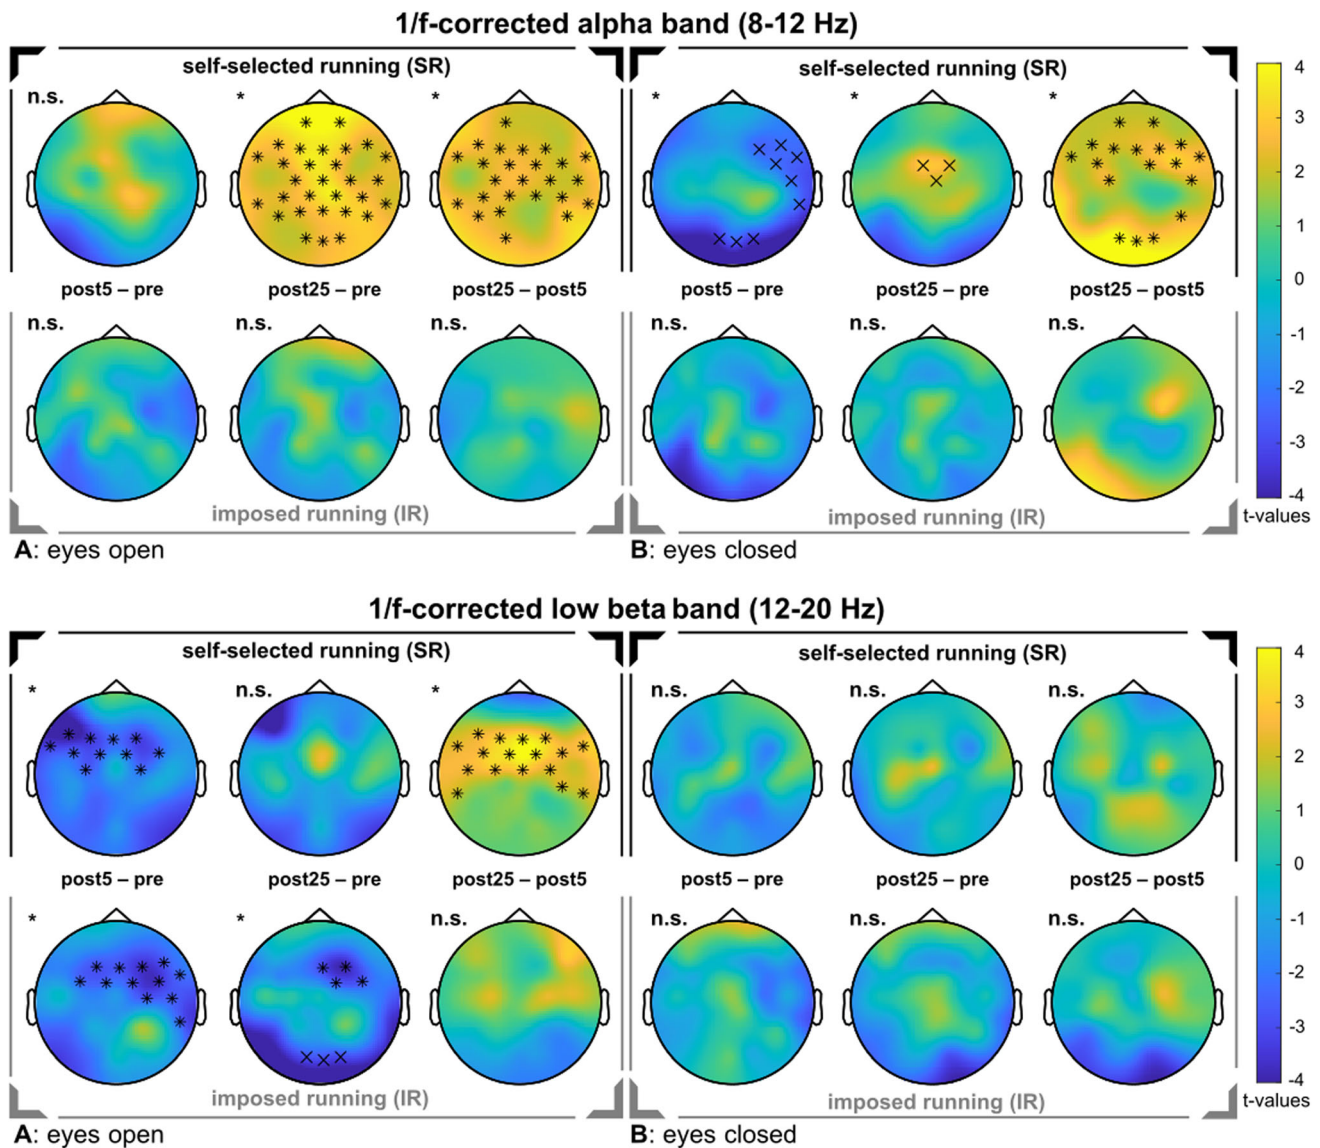 1/f-corrected alpha band (8-12 Hz)
self-selected running (SR)
n.s. * *
post5 – pre post25 – pre post25 – post5
n.s. n.s. n.s.
imposed running (IR)
A: eyes open
self-selected running (SR)
* * *
post5 – pre post25 – pre post25 – post5
n.s. n.s. n.s.
imposed running (IR)
B: eyes closed
4
3
2
1
0
-1
-2
-3
-4
t-values
1/f-corrected low beta band (12-20 Hz)
self-selected running (SR)
* n.s. *
post5 – pre post25 – pre post25 – post5
* * n.s.
imposed running (IR)
A: eyes open
self-selected running (SR)
n.s. n.s. n.s.
post5 – pre post25 – pre post25 – post5
n.s. n.s. n.s.
imposed running (IR)
B: eyes closed
4
3
2
1
0
-1
-2
-3
-4
t-values